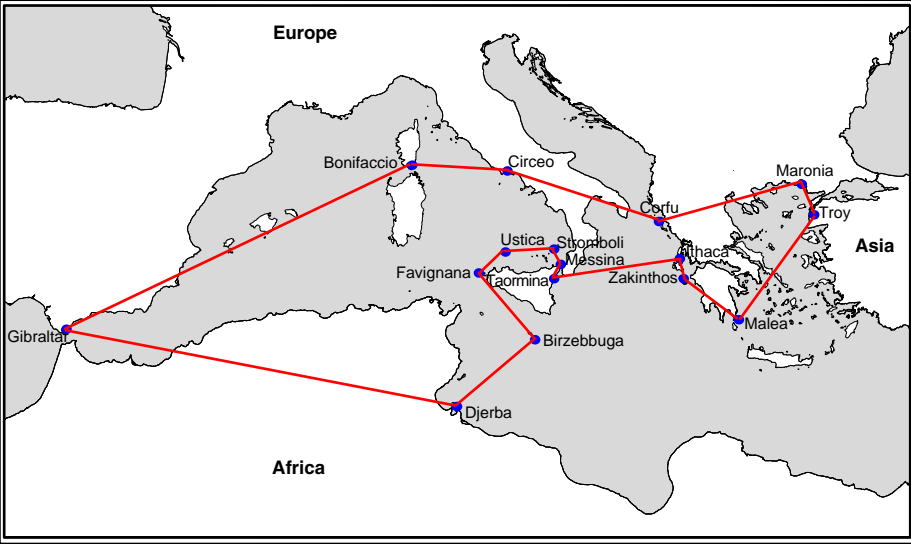 Europe
Bonifaccio
Circeo
Maronia
Corfu
Troy
Ustica
Stromboli
Asia
Ithaca
Messina
Favignana
Taormina
Zakinthos
Malea
Gibraltar
Birzebbuga
Djerba
Africa